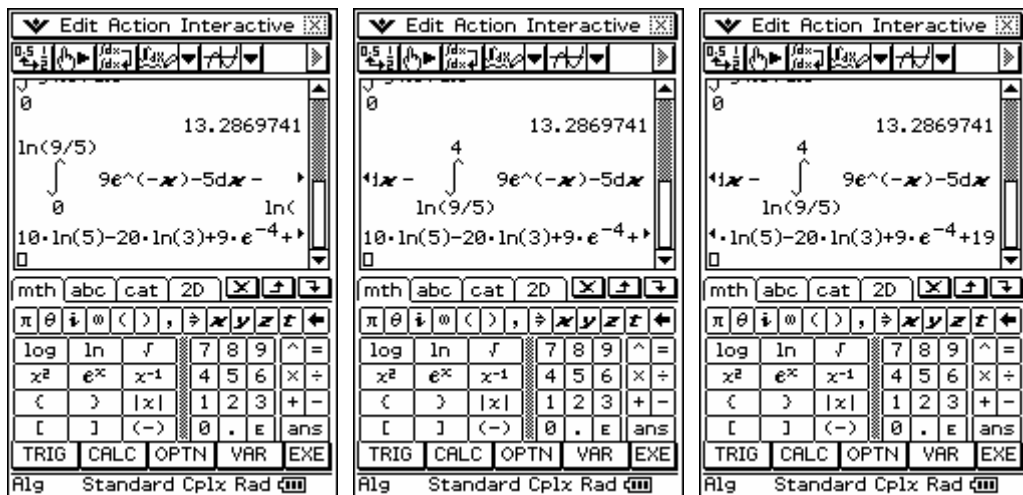 Edit Action Interactive
0
13.2869741
ln(9/5)
∫ 9e^(-x)-5dx -
0 ln(
10·ln(5)-20·ln(3)+9·e^-4+
mth abc cat 2D
π θ i ∞ ( ) , ⇒ x y z t ←
log ln √ 7 8 9 ^ =
x² eˣ x⁻¹ 4 5 6 × ÷
( ) |x| 1 2 3 + -
[ ] (-) 0 . E ans
TRIG CALC OPTN VAR EXE
Alg Standard Cplx Rad
Edit Action Interactive
0
13.2869741
4
ix - ∫ 9e^(-x)-5dx
ln(9/5)
10·ln(5)-20·ln(3)+9·e^-4+
mth abc cat 2D
π θ i ∞ ( ) , ⇒ x y z t ←
log ln √ 7 8 9 ^ =
x² eˣ x⁻¹ 4 5 6 × ÷
( ) |x| 1 2 3 + -
[ ] (-) 0 . E ans
TRIG CALC OPTN VAR EXE
Alg Standard Cplx Rad
Edit Action Interactive
0
13.2869741
4
ix - ∫ 9e^(-x)-5dx
ln(9/5)
·ln(5)-20·ln(3)+9·e^-4+19
mth abc cat 2D
π θ i ∞ ( ) , ⇒ x y z t ←
log ln √ 7 8 9 ^ =
x² eˣ x⁻¹ 4 5 6 × ÷
( ) |x| 1 2 3 + -
[ ] (-) 0 . E ans
TRIG CALC OPTN VAR EXE
Alg Standard Cplx Rad